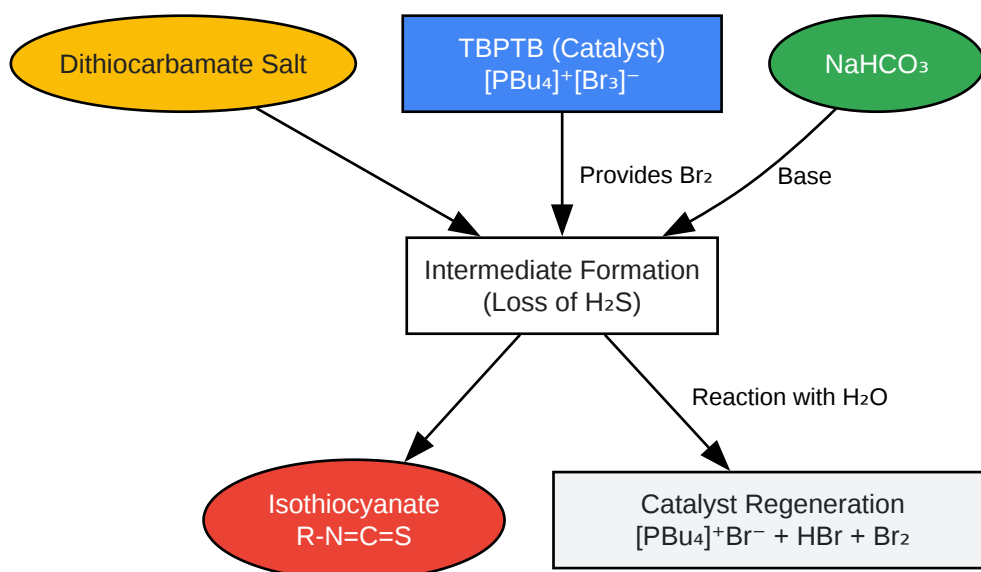 Dithiocarbamate Salt
TBPTB (Catalyst)
[PBu₄]⁺[Br₃]⁻
NaHCO₃
Provides Br₂
Base
Intermediate Formation
(Loss of H₂S)
Reaction with H₂O
Isothiocyanate
R-N=C=S
Catalyst Regeneration
[PBu₄]⁺Br⁻ + HBr + Br₂